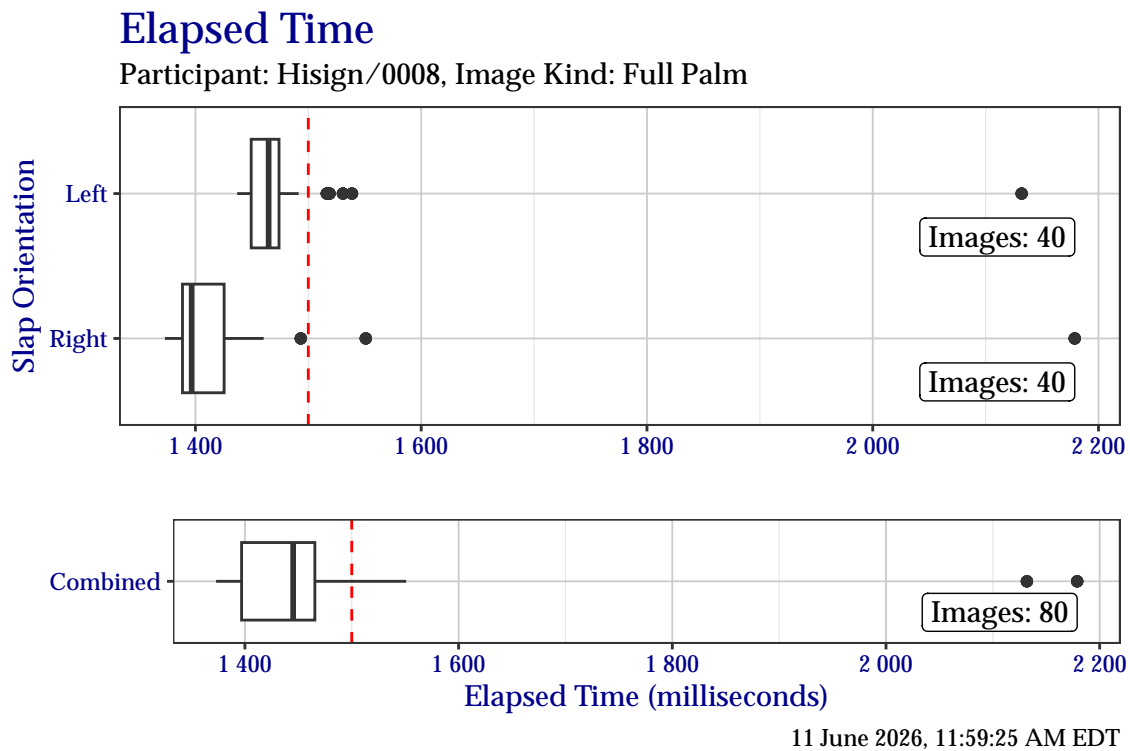 Elapsed Time
Participant: Hisign/0008, Image Kind: Full Palm
Slap Orientation
Left
Images: 40
Right
Images: 40
1 400 1 600 1 800 2 000 2 200
Combined
Images: 80
1 400 1 600 1 800 2 000 2 200
Elapsed Time (milliseconds)
11 June 2026, 11:59:25 AM EDT